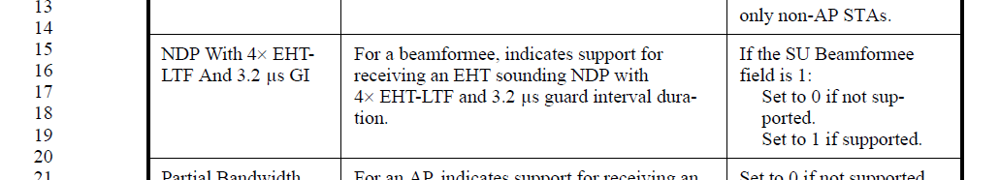 13
only non-AP STAs.
14
15
NDP With 4× EHT-
LTF And 3.2 µs GI
For a beamformee, indicates support for
receiving an EHT sounding NDP with
4× EHT-LTF and 3.2 µs guard interval dura-
tion.
If the SU Beamformee
field is 1:
Set to 0 if not sup-
ported.
Set to 1 if supported.
16
17
18
19
20
21
Partial Bandwidth
For an AP, indicates support for receiving an
Set to 0 if not supported